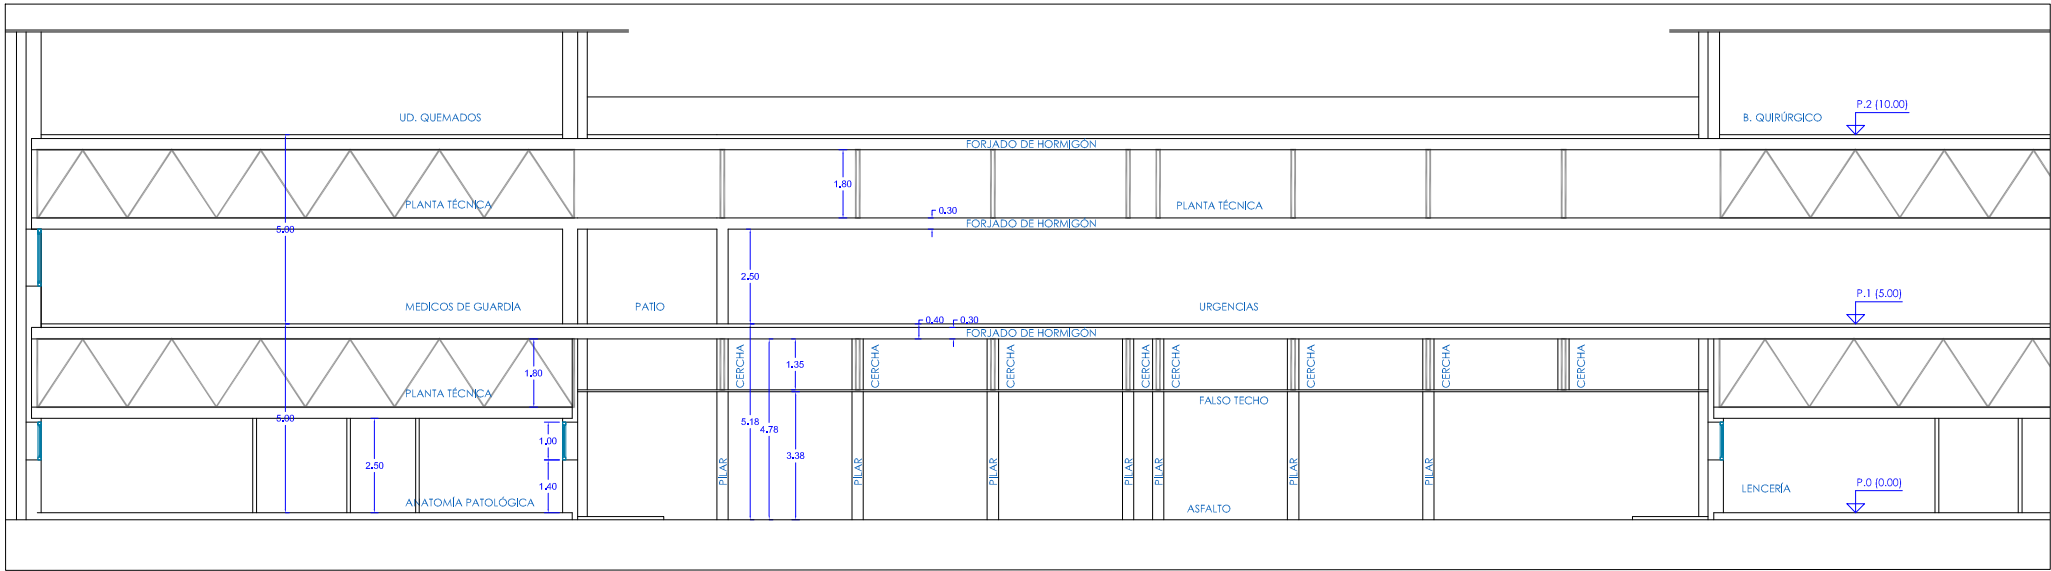 P.2 (10.00)
UD. QUEMADOS
B. QUIRÚRGICO
FORJADO DE HORMIGÓN
1.80
PLANTA TÉCNICA
PLANTA TÉCNICA
0.30
FORJADO DE HORMIGÓN
5.00
2.50
P.1 (5.00)
MEDICOS DE GUARDIA
PATIO
URGENCIAS
0.40
0.30
FORJADO DE HORMIGÓN
CERCHA
CERCHA
CERCHA
CERCHA
CERCHA
CERCHA
CERCHA
CERCHA
1.35
1.80
PLANTA TÉCNICA
FALSO TECHO
5.00
5.18
4.78
1.00
3.38
2.50
PILAR
PILAR
PILAR
PILAR
PILAR
PILAR
PILAR
1.40
P.0 (0.00)
LENCERÍA
ANATOMÍA PATOLÓGICA
ASFALTO